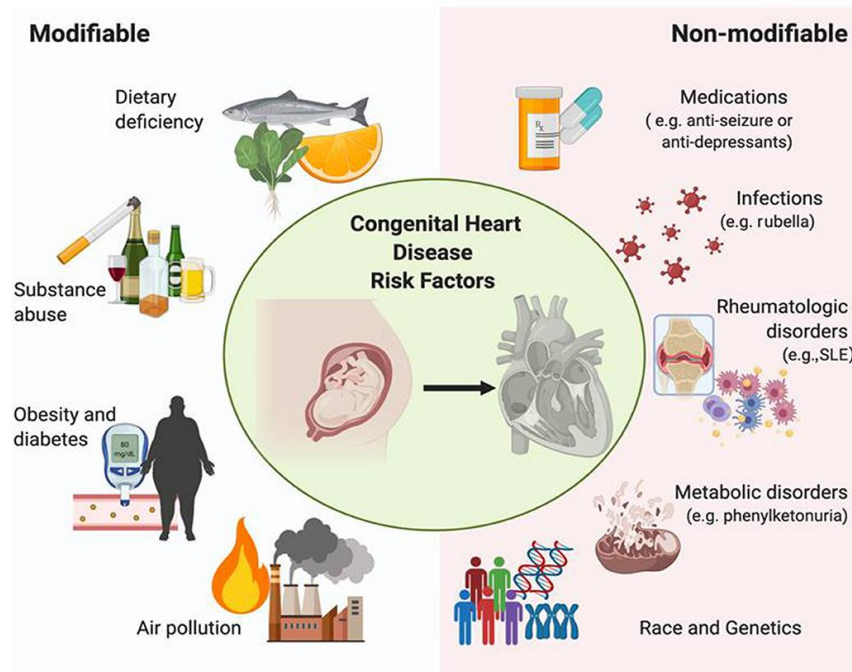 Modifiable
Non-modifiable
Dietary
deficiency
Medications
( e.g. anti-seizure or
anti-depressants)
Infections
(e.g. rubella)
Congenital Heart
Disease
Risk Factors
Substance
abuse
Rheumatologic
disorders
(e.g.,SLE)
Obesity and
diabetes
80
mg/dL
Metabolic disorders
(e.g. phenylketonuria)
Air pollution
Race and Genetics
Rx